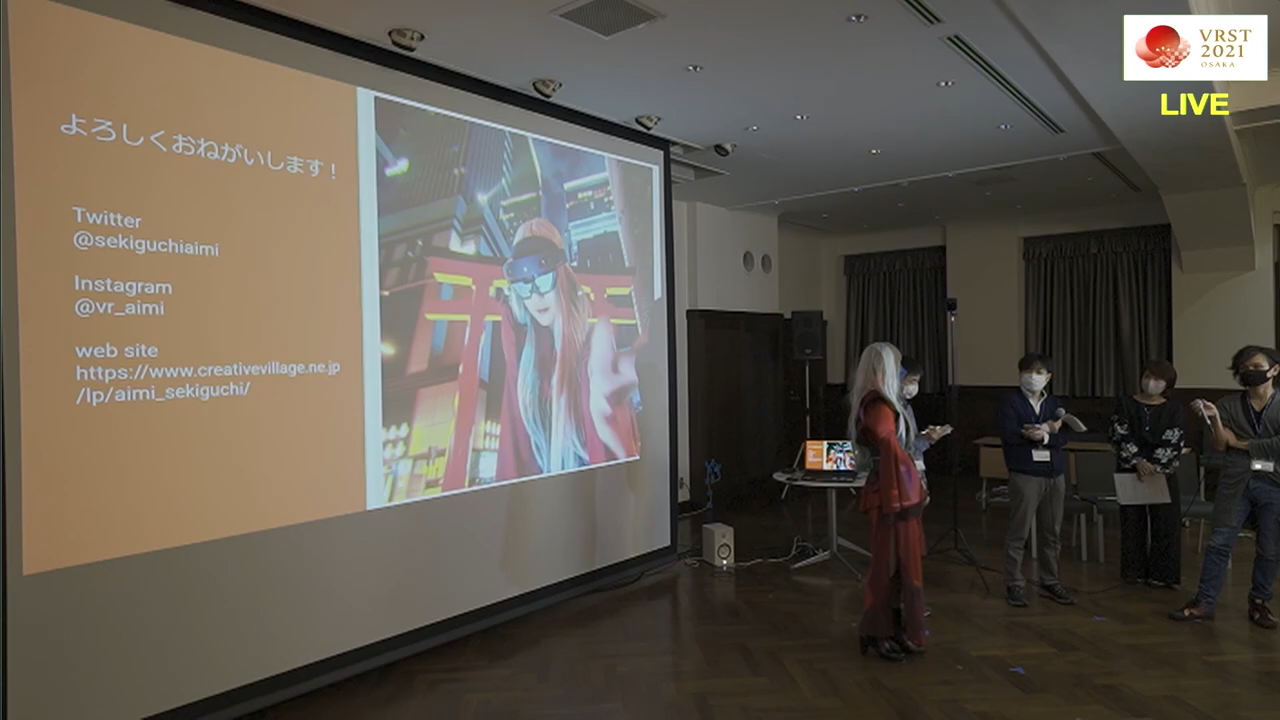 よろしくおねがいします！
Twitter
@sekiguchiaimi
Instagram
@vr_aimi
web site
https://www.creativevillage.ne.jp
/lp/aimi_sekiguchi/
VRST
2021
OSAKA
LIVE